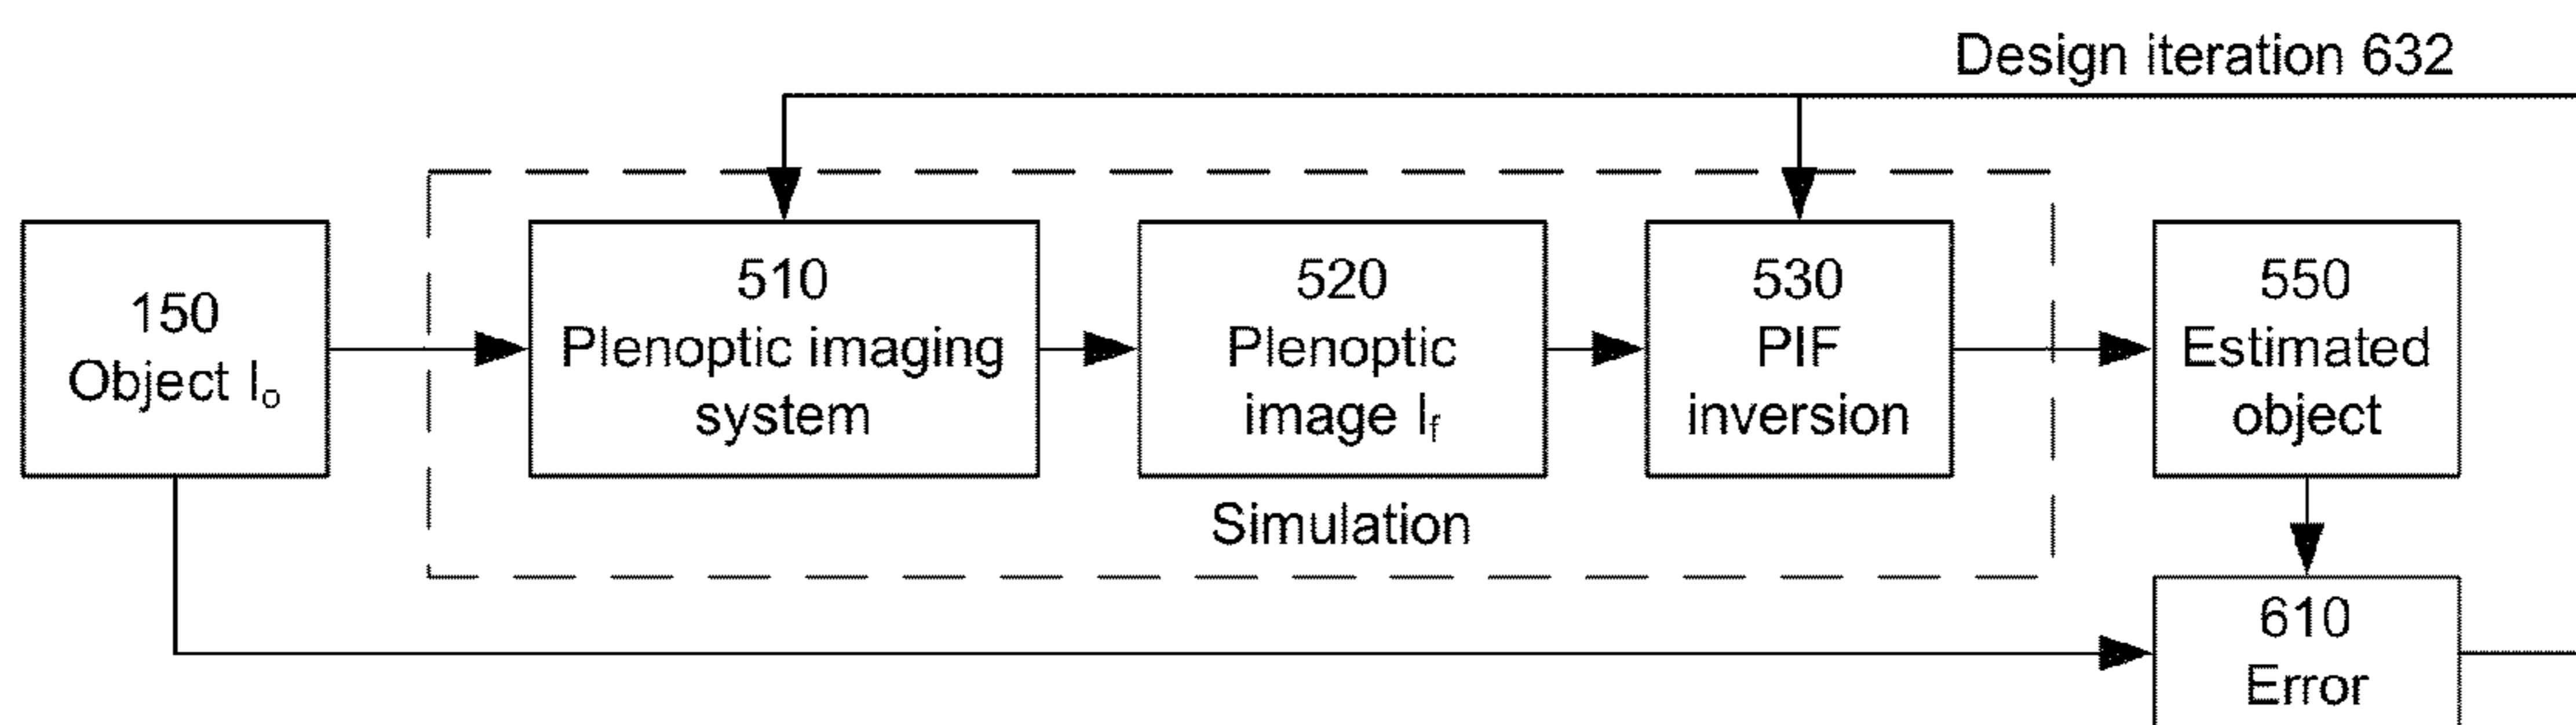 Design iteration 632
150
Object Io
510
Plenoptic imaging
system
520
Plenoptic
image If
530
PIF
inversion
550
Estimated
object
Simulation
610
Error